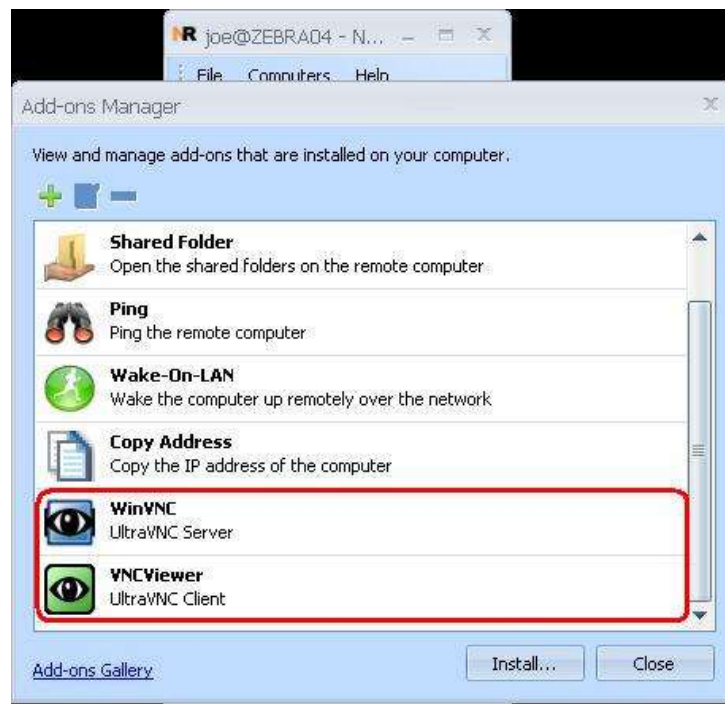 NR joe@ZEBRA04 - N...
File Computers Help
Add-ons Manager
View and manage add-ons that are installed on your computer.
Shared Folder
Open the shared folders on the remote computer
Ping
Ping the remote computer
Wake-On-LAN
Wake the computer up remotely over the network
Copy Address
Copy the IP address of the computer
WinVNC
UltraVNC Server
VNCViewer
UltraVNC Client
Add-ons Gallery
Install...
Close